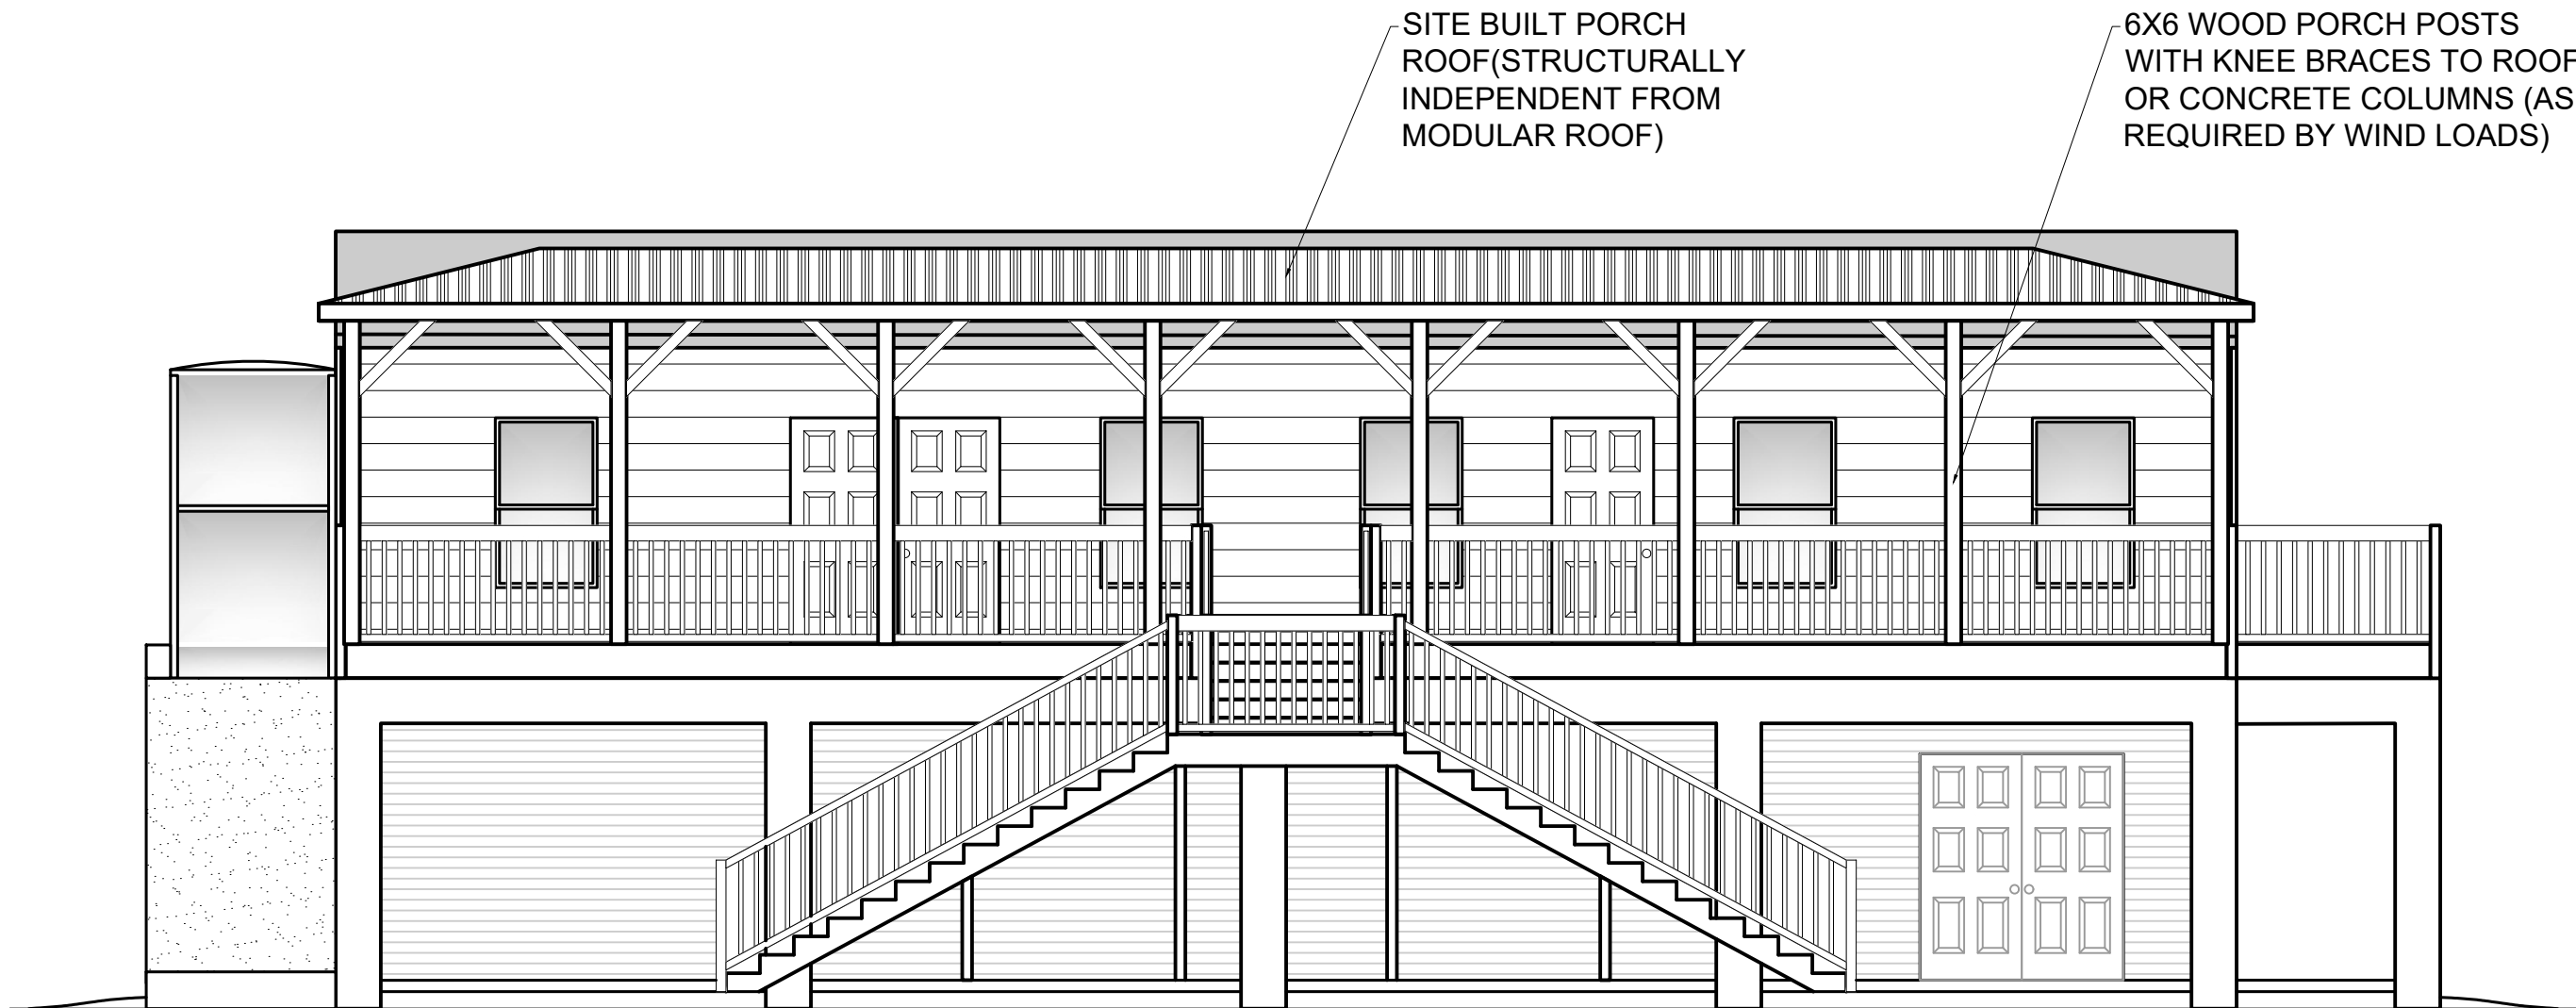 SITE BUILT PORCH
ROOF(STRUCTURALLY
INDEPENDENT FROM
MODULAR ROOF)
6X6 WOOD PORCH POSTS
WITH KNEE BRACES TO ROOF
OR CONCRETE COLUMNS (AS
REQUIRED BY WIND LOADS)